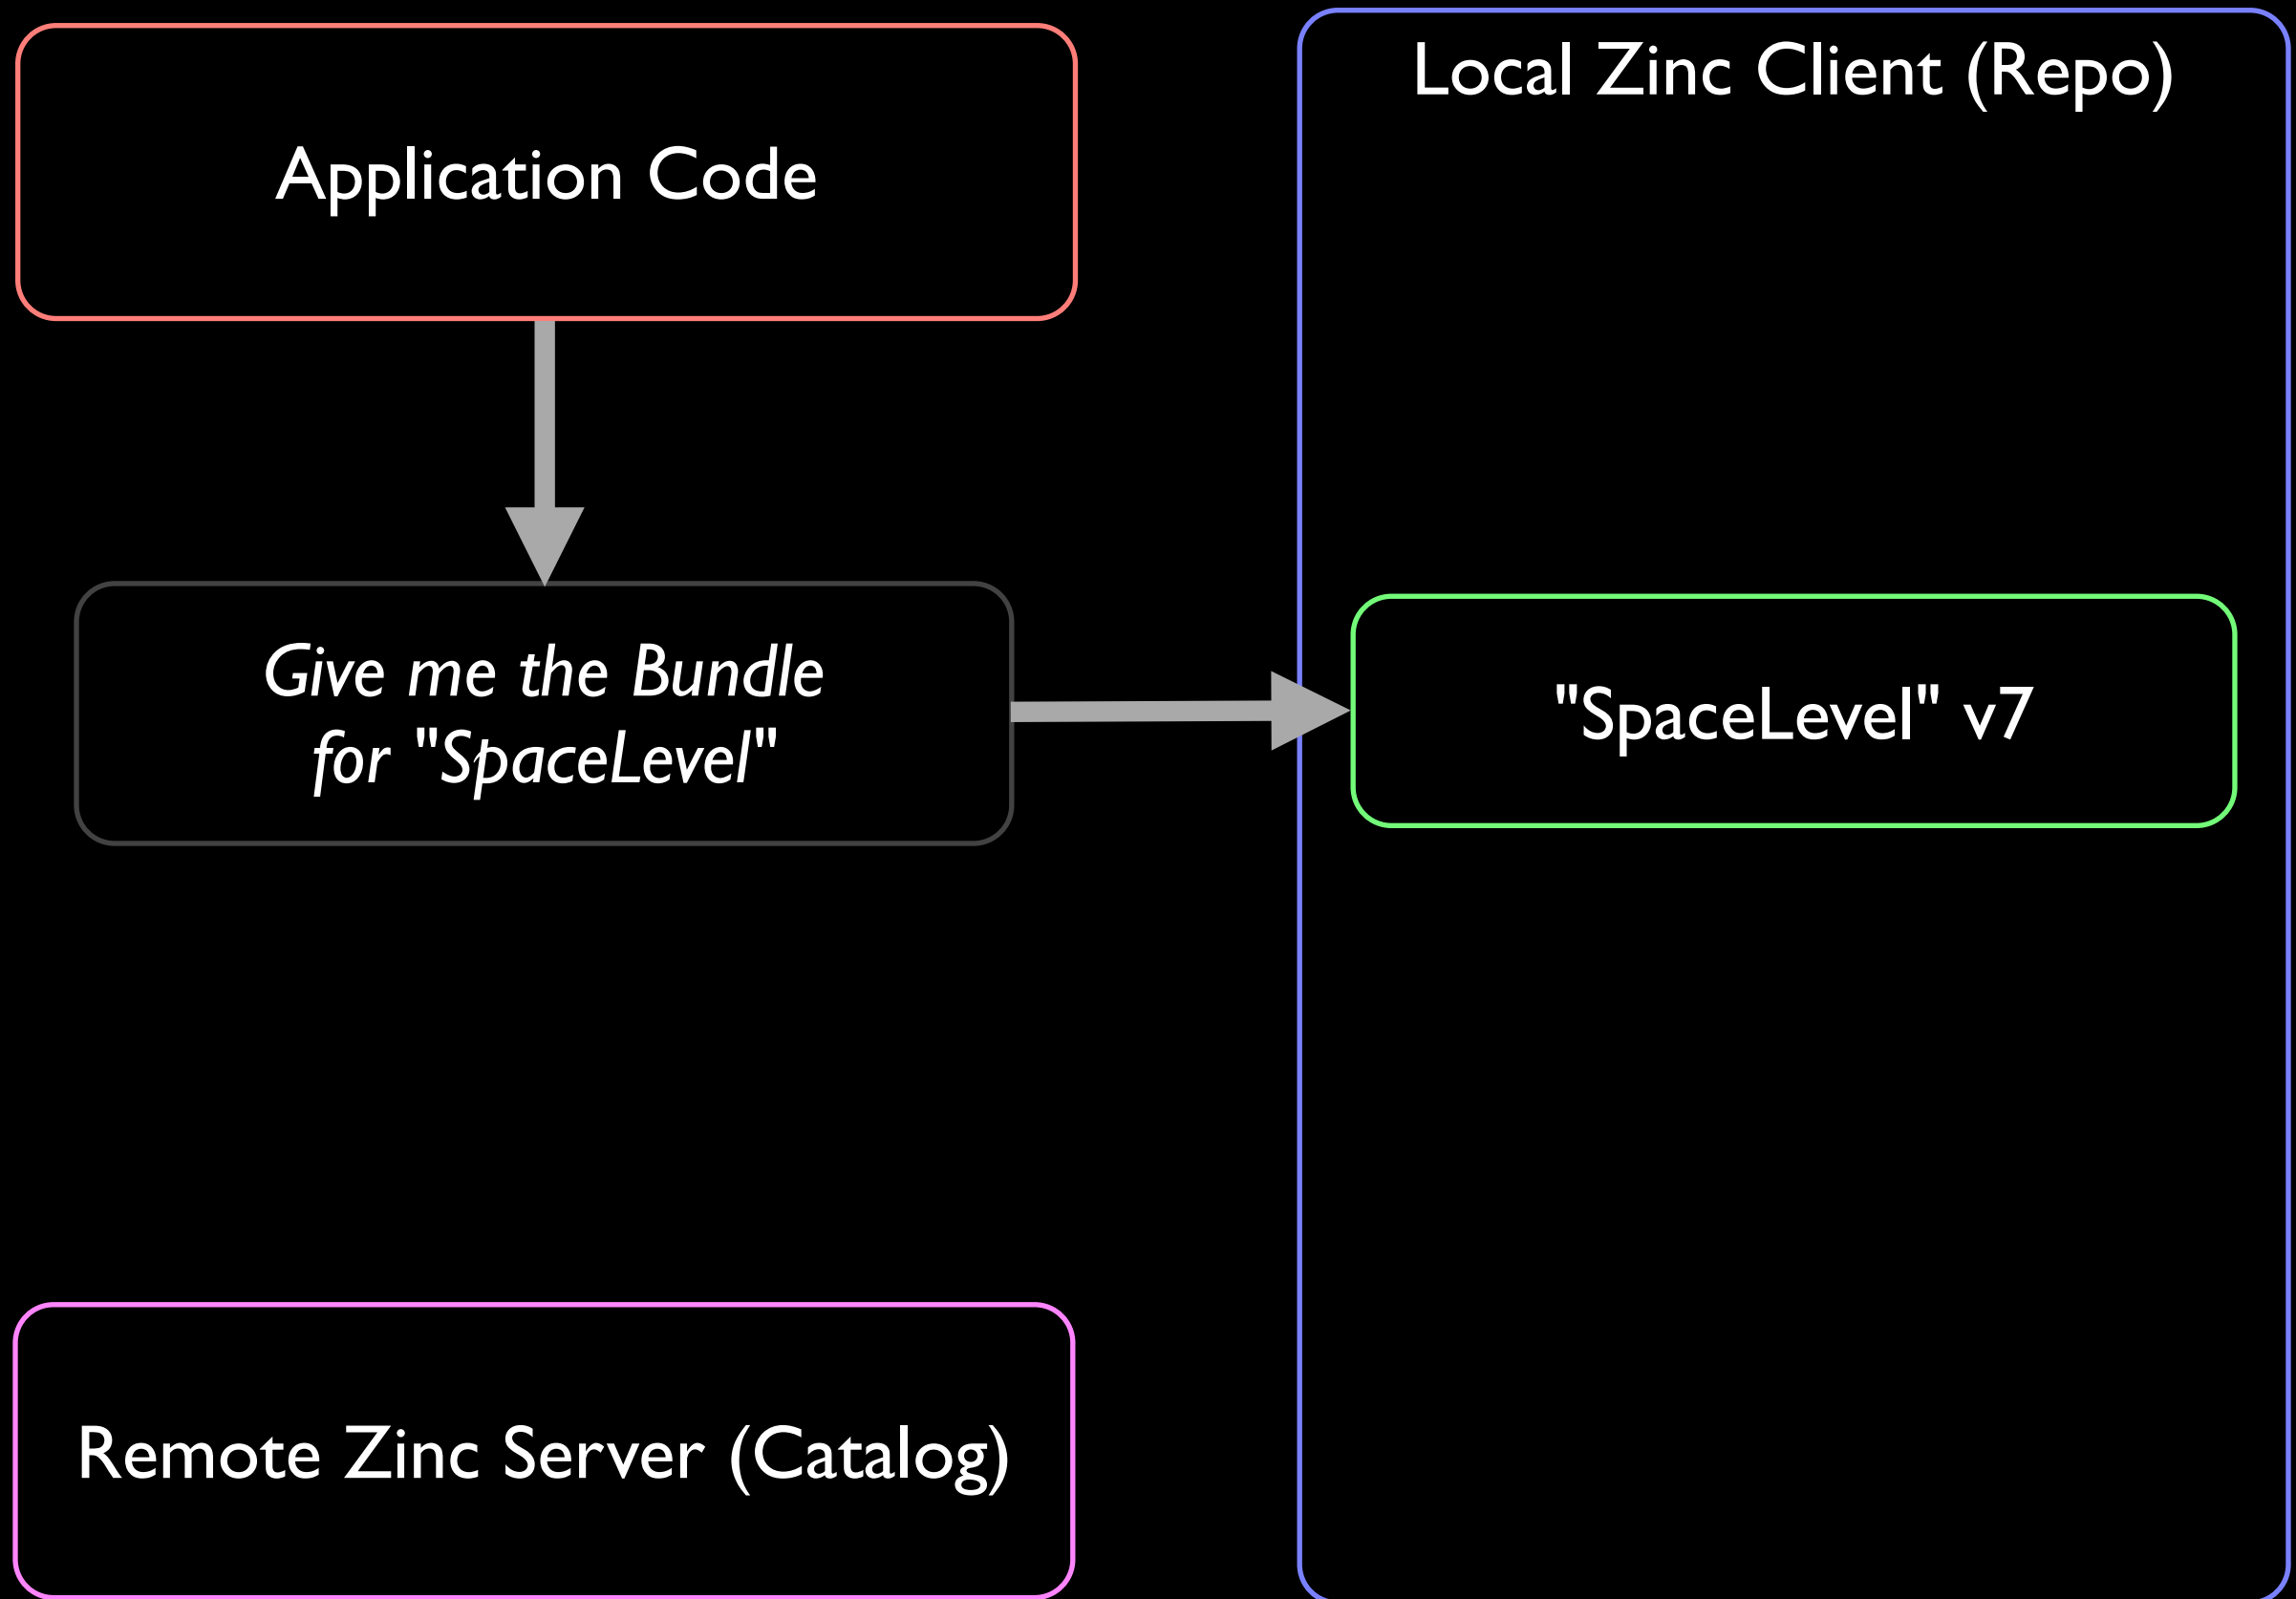 Application Code
Local Zinc Client (Repo)
Give me the Bundle
for "SpaceLevel"
"SpaceLevel" v7
Remote Zinc Server (Catalog)